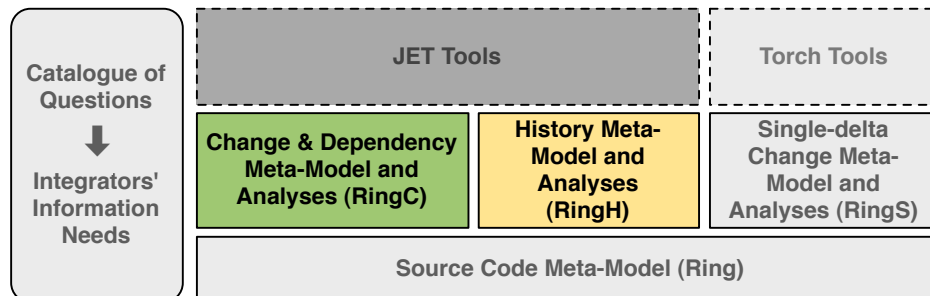 Catalogue of
Questions
Integrators'
Information
Needs
JET Tools
Torch Tools
Change & Dependency
Meta-Model and
Analyses (RingC)
History Meta-
Model and
Analyses
(RingH)
Single-delta
Change Meta-
Model and
Analyses (RingS)
Source Code Meta-Model (Ring)